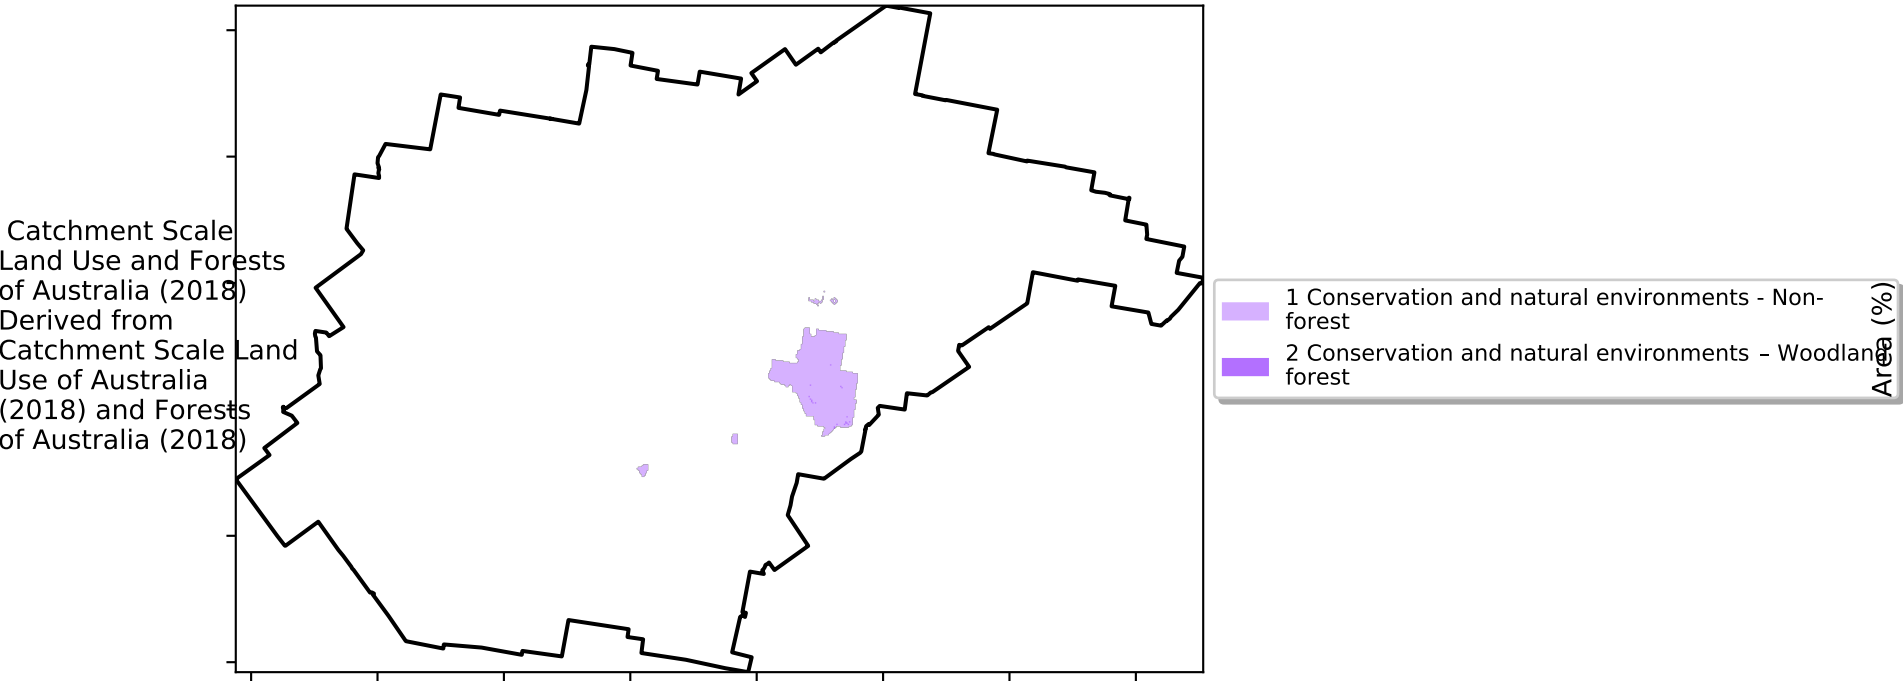 Catchment Scale
Land Use and Forests
of Australia (2018)
Derived from
Catchment Scale Land
Use of Australia
(2018) and Forests
of Australia (2018)
1 Conservation and natural environments - Non-
forest
2 Conservation and natural environments – Woodland
forest
Area (%)